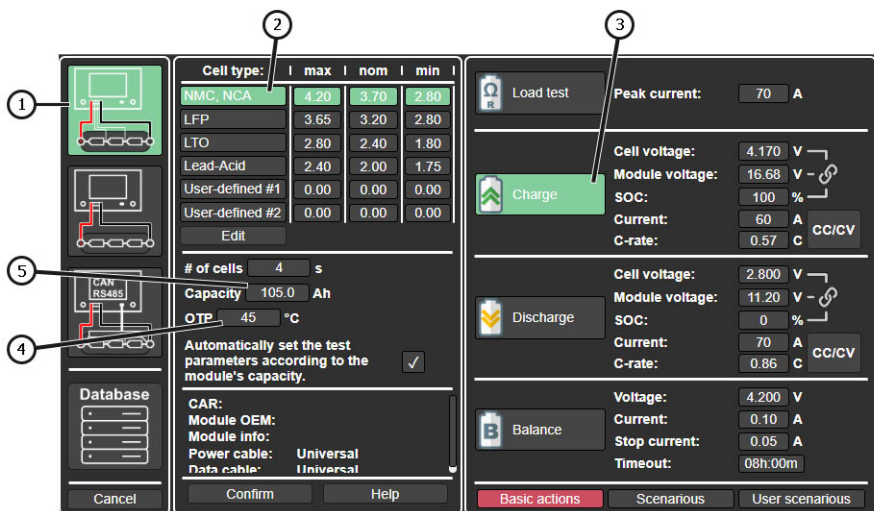 2
3
1
5
4
CAN
RS485
Database
Cancel
Cell type: | max | nom | min |
NMC, NCA 4.20 3.70 2.80
LFP 3.65 3.20 2.80
LTO 2.80 2.40 1.80
Lead-Acid 2.40 2.00 1.75
User-defined #1 0.00 0.00 0.00
User-defined #2 0.00 0.00 0.00
Edit
# of cells 4 s
Capacity 105.0 Ah
OTP 45 °C
Automatically set the test
parameters according to the
module's capacity. ✓
CAR:
Module OEM:
Module info:
Power cable: Universal
Data cable: Universal
Confirm Help
Ω
R
Load test Peak current: 70 A
Charge
Cell voltage: 4.170 V
Module voltage: 16.68 V
SOC: 100 %
Current: 60 A
C-rate: 0.57 C
CC/CV
Discharge
Cell voltage: 2.800 V
Module voltage: 11.20 V
SOC: 0 %
Current: 70 A
C-rate: 0.86 C
CC/CV
B
Balance
Voltage: 4.200 V
Current: 0.10 A
Stop current: 0.05 A
Timeout: 08h:00m
Basic actions Scenarious User scenarious